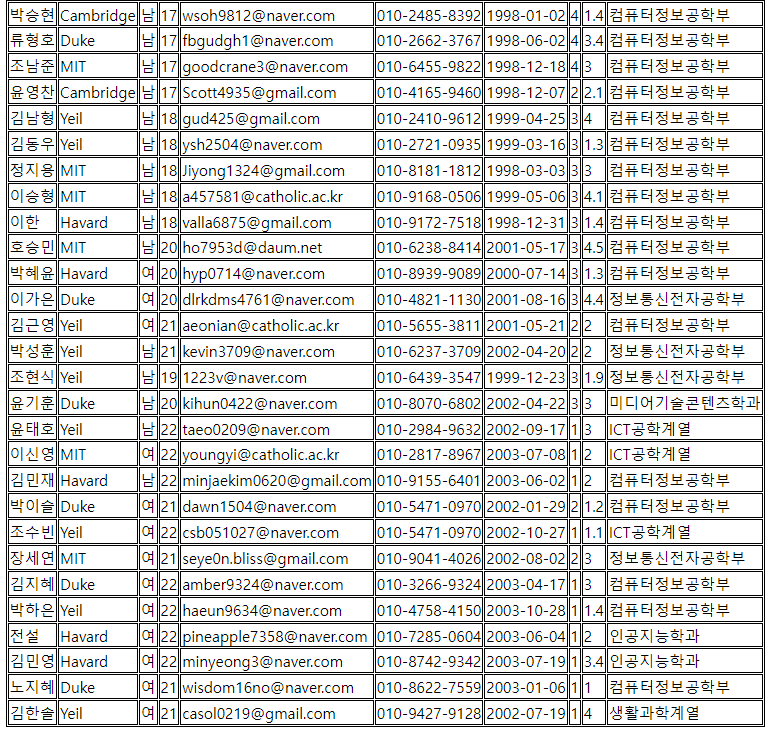 박승현 Cambridge 남 17 wsoh9812@naver.com 010-2485-8392 1998-01-02 4 1.4 컴퓨터정보공학부
류형호 Duke 남 17 fbgudgh1@naver.com 010-2662-3767 1998-06-02 4 3.4 컴퓨터정보공학부
조남준 MIT 남 17 goodcrane3@naver.com 010-6455-9822 1998-12-18 4 3 컴퓨터정보공학부
윤영찬 Cambridge 남 17 Scott4935@gmail.com 010-4165-9460 1998-12-07 2 2.1 컴퓨터정보공학부
김남형 Yeil 남 18 gud425@gmail.com 010-2410-9612 1999-04-25 3 4 컴퓨터정보공학부
김동우 Yeil 남 18 ysh2504@naver.com 010-2721-0935 1999-03-16 3 1.3 컴퓨터정보공학부
정지용 MIT 남 18 Jiyong1324@gmail.com 010-8181-1812 1998-03-03 3 3 컴퓨터정보공학부
이승형 MIT 남 18 a457581@catholic.ac.kr 010-9168-0506 1999-05-06 3 4.1 컴퓨터정보공학부
이한 Havard 남 18 valla6875@gmail.com 010-9172-7518 1998-12-31 3 1.4 컴퓨터정보공학부
호승민 MIT 남 20 ho7953d@daum.net 010-6238-8414 2001-05-17 3 4.5 컴퓨터정보공학부
박혜윤 Havard 여 20 hyp0714@naver.com 010-8939-9089 2000-07-14 3 1.3 컴퓨터정보공학부
이가은 Duke 여 20 dlrkdms4761@naver.com 010-4821-1130 2001-08-16 3 4.4 정보통신전자공학부
김근영 Yeil 여 21 aeonian@catholic.ac.kr 010-5655-3811 2001-05-21 2 2 컴퓨터정보공학부
박성훈 Yeil 남 21 kevin3709@naver.com 010-6237-3709 2002-04-20 2 2 정보통신전자공학부
조현식 Yeil 남 19 1223v@naver.com 010-6439-3547 1999-12-23 3 1.9 정보통신전자공학부
윤기훈 Duke 남 20 kihun0422@naver.com 010-8070-6802 2002-04-22 3 3 미디어기술콘텐츠학과
윤태호 Yeil 남 22 taeo0209@naver.com 010-2984-9632 2002-09-17 1 3 ICT공학계열
이신영 MIT 여 22 youngyi@catholic.ac.kr 010-2817-8967 2003-07-08 1 2 ICT공학계열
김민재 Havard 남 22 minjaekim0620@gmail.com 010-9155-6401 2003-06-02 1 2 컴퓨터정보공학부
박이슬 Duke 여 21 dawn1504@naver.com 010-5471-0970 2002-01-29 2 1.2 컴퓨터정보공학부
조수빈 Yeil 여 22 csb051027@naver.com 010-5471-0970 2002-10-27 1 1.1 ICT공학계열
장세연 MIT 여 21 seye0n.bliss@gmail.com 010-9041-4026 2002-08-02 2 3 정보통신전자공학부
김지혜 Duke 여 22 amber9324@naver.com 010-3266-9324 2003-04-17 1 3 컴퓨터정보공학부
박하은 Yeil 여 22 haeun9634@naver.com 010-4758-4150 2003-10-28 1 1.4 컴퓨터정보공학부
전설 Havard 여 22 pineapple7358@naver.com 010-7285-0604 2003-06-04 1 2 인공지능학과
김민영 Havard 여 22 minyeong3@naver.com 010-8742-9342 2003-07-19 1 3.4 인공지능학과
노지혜 Duke 여 21 wisdom16no@naver.com 010-8622-7559 2003-01-06 1 1 컴퓨터정보공학부
김한솔 Yeil 여 21 casol0219@gmail.com 010-9427-9128 2002-07-19 1 4 생활과학계열